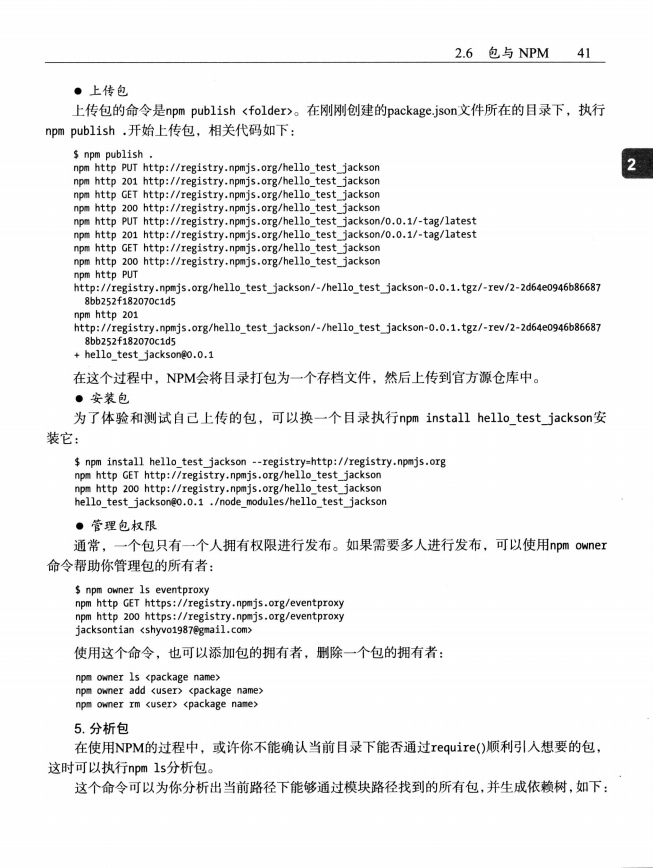 2.6 包与 NPM 41
● 上传包
上传包的命令是npm publish <folder>。在刚刚创建的package.json文件所在的目录下，执行
npm publish .开始上传包，相关代码如下：
$ npm publish .
npm http PUT http://registry.npmjs.org/hello_test_jackson
npm http 201 http://registry.npmjs.org/hello_test_jackson
npm http GET http://registry.npmjs.org/hello_test_jackson
npm http 200 http://registry.npmjs.org/hello_test_jackson
npm http PUT http://registry.npmjs.org/hello_test_jackson/0.0.1/-tag/latest
npm http 201 http://registry.npmjs.org/hello_test_jackson/0.0.1/-tag/latest
npm http GET http://registry.npmjs.org/hello_test_jackson
npm http 200 http://registry.npmjs.org/hello_test_jackson
npm http PUT
http://registry.npmjs.org/hello_test_jackson/-/hello_test_jackson-0.0.1.tgz/-rev/2-2d64e0946b86687
8bb252f182070c1d5
npm http 201
http://registry.npmjs.org/hello_test_jackson/-/hello_test_jackson-0.0.1.tgz/-rev/2-2d64e0946b86687
8bb252f182070c1d5
+ hello_test_jackson@0.0.1
在这个过程中，NPM会将目录打包为一个存档文件，然后上传到官方源仓库中。
● 安装包
为了体验和测试自己上传的包，可以换一个目录执行npm install hello_test_jackson安
装它：
$ npm install hello_test_jackson --registry=http://registry.npmjs.org
npm http GET http://registry.npmjs.org/hello_test_jackson
npm http 200 http://registry.npmjs.org/hello_test_jackson
hello_test_jackson@0.0.1 ./node_modules/hello_test_jackson
● 管理包权限
通常，一个包只有一个人拥有权限进行发布。如果需要多人进行发布，可以使用npm owner
命令帮助你管理包的所有者：
$ npm owner ls eventproxy
npm http GET https://registry.npmjs.org/eventproxy
npm http 200 https://registry.npmjs.org/eventproxy
jacksontian <shyvo1987@gmail.com>
使用这个命令，也可以添加包的拥有者，删除一个包的拥有者：
npm owner ls <package name>
npm owner add <user> <package name>
npm owner rm <user> <package name>
5. 分析包
在使用NPM的过程中，或许你不能确认当前目录下能否通过require()顺利引入想要的包，
这时可以执行npm ls分析包。
这个命令可以为你分析出当前路径下能够通过模块路径找到的所有包，并生成依赖树，如下：
2